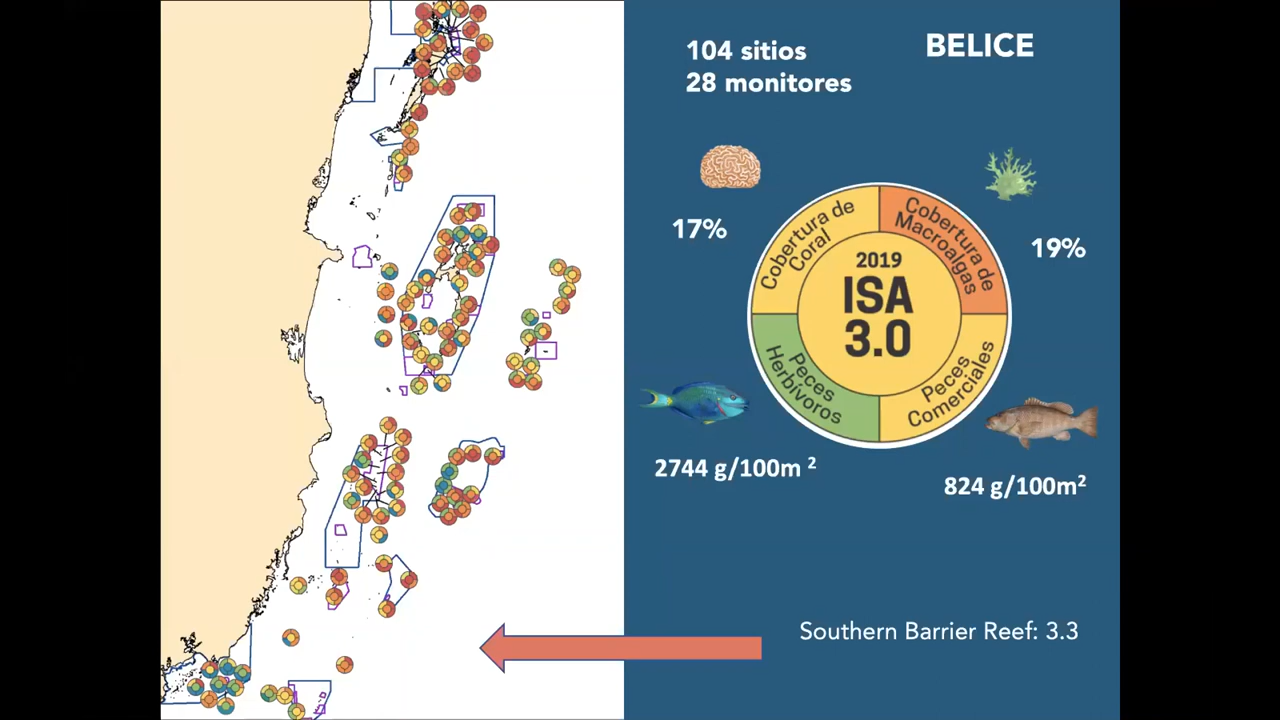 104 sitios
28 monitores
BELICE
17%
19%
Cobertura de
Coral
Cobertura de
Macroalgas
2019
ISA
3.0
Peces
Herbívoros
Peces
Comerciales
2744 g/100m 2
824 g/100m2
Southern Barrier Reef: 3.3